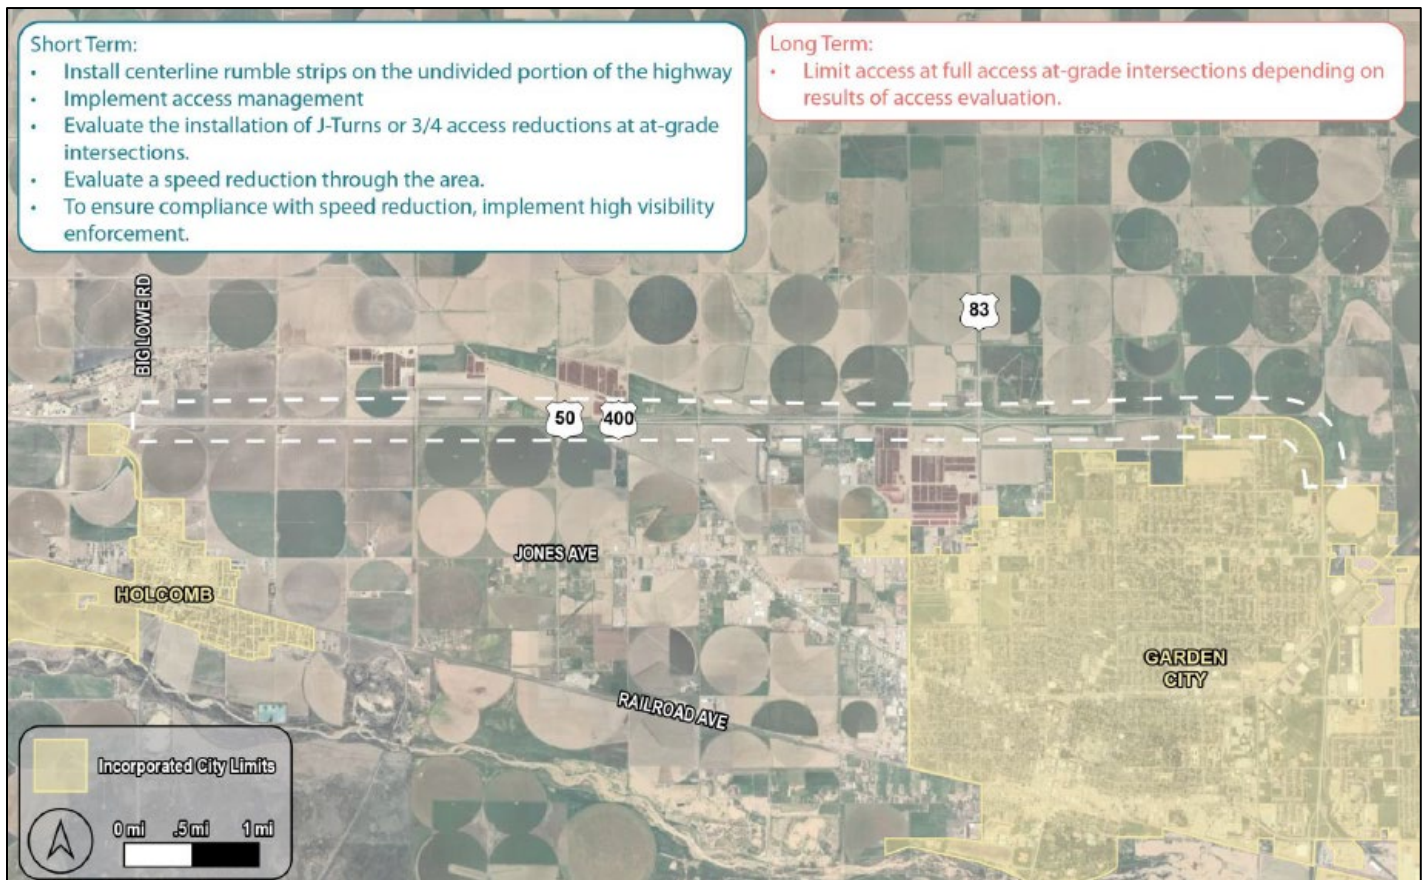 Short Term:
• Install centerline rumble strips on the undivided portion of the highway
• Implement access management
• Evaluate the installation of J-Turns or 3/4 access reductions at at-grade
intersections.
• Evaluate a speed reduction through the area.
• To ensure compliance with speed reduction, implement high visibility
enforcement.
Long Term:
• Limit access at full access at-grade intersections depending on
results of access evaluation.
BIG LOWE RD
83
50
400
JONES AVE
HOLCOMB
GARDEN
CITY
RAILROAD AVE
Incorporated City Limits
0 mi .5 mi 1 mi